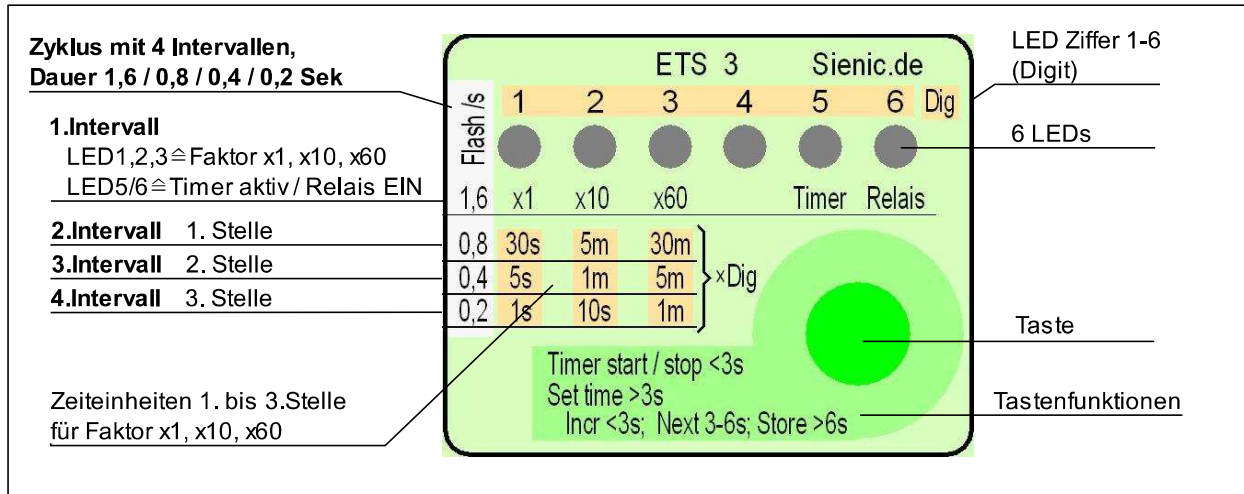 Zyklus mit 4 Intervallen,
Dauer 1,6 / 0,8 / 0,4 / 0,2 Sek
1.Intervall
LED1,2,3≙Faktor x1, x10, x60
LED5/6≙Timer aktiv / Relais EIN
2.Intervall 1. Stelle
3.Intervall 2. Stelle
4.Intervall 3. Stelle
Zeiteinheiten 1. bis 3.Stelle
für Faktor x1, x10, x60
ETS 3 Sienic.de
Flash /s
1 2 3 4 5 6 Dig
1,6 x1 x10 x60 Timer Relais
0,8 30s 5m 30m
0,4 5s 1m 5m ×Dig
0,2 1s 10s 1m
Timer start / stop <3s
Set time >3s
Incr <3s; Next 3-6s; Store >6s
LED Ziffer 1-6
(Digit)
6 LEDs
Taste
Tastenfunktionen